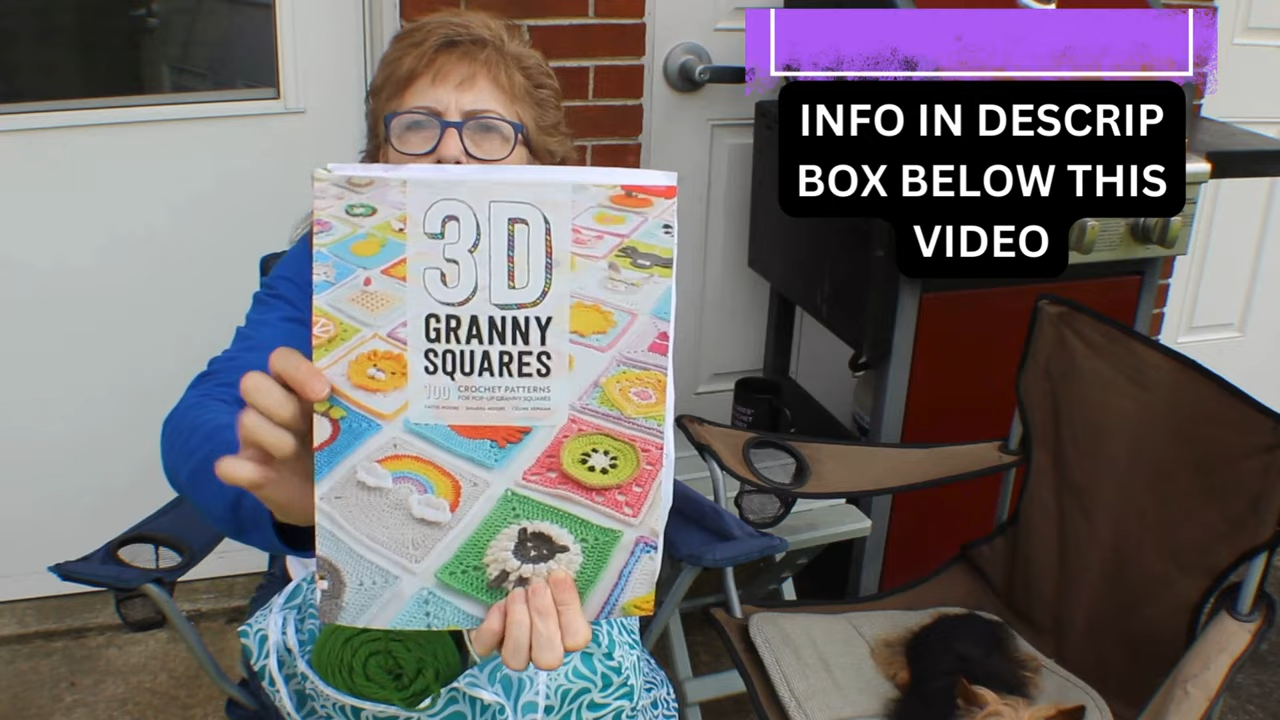 3D
GRANNY
SQUARES
100 CROCHET PATTERNS
FOR POP-UP GRANNY SQUARES
INFO IN DESCRIP
BOX BELOW THIS
VIDEO